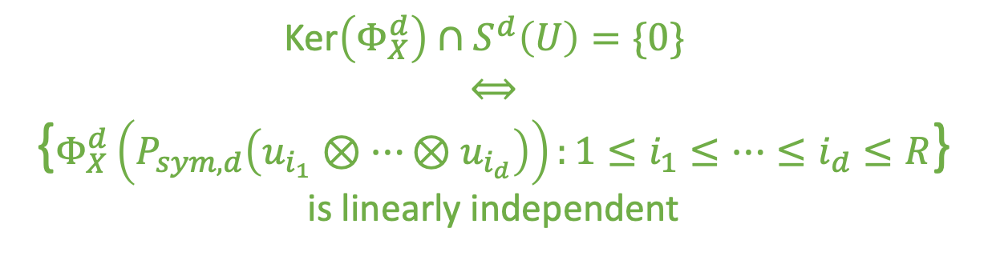 Ker(Φ_X^d) ∩ S^d(U) = {0}
⟺
{Φ_X^d (P_{sym,d}(u_{i_1} ⊗ ⋯ ⊗ u_{i_d})) : 1 ≤ i_1 ≤ ⋯ ≤ i_d ≤ R}
is linearly independent